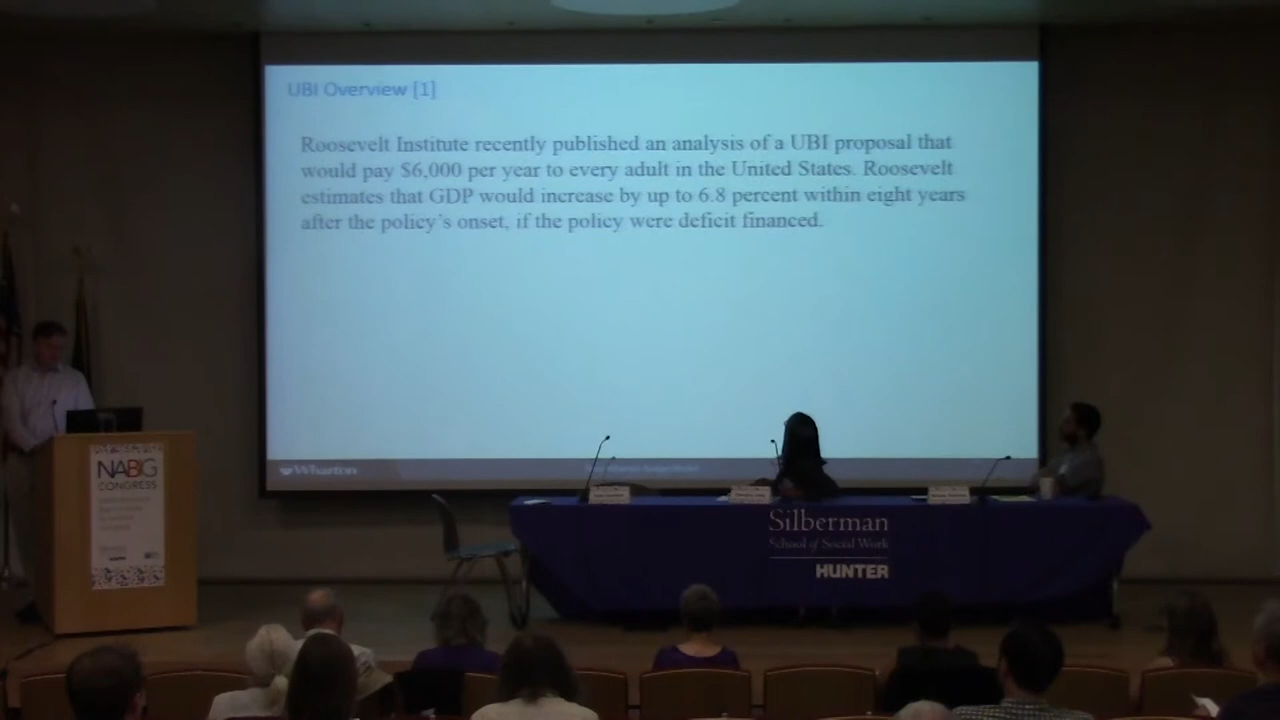 UBI Overview [1]
Roosevelt Institute recently published an analysis of a UBI proposal that
would pay $6,000 per year to every adult in the United States. Roosevelt
estimates that GDP would increase by up to 6.8 percent within eight years
after the policy's onset, if the policy were deficit financed.
Wharton
NABIG
CONGRESS
Silberman
School of Social Work
HUNTER